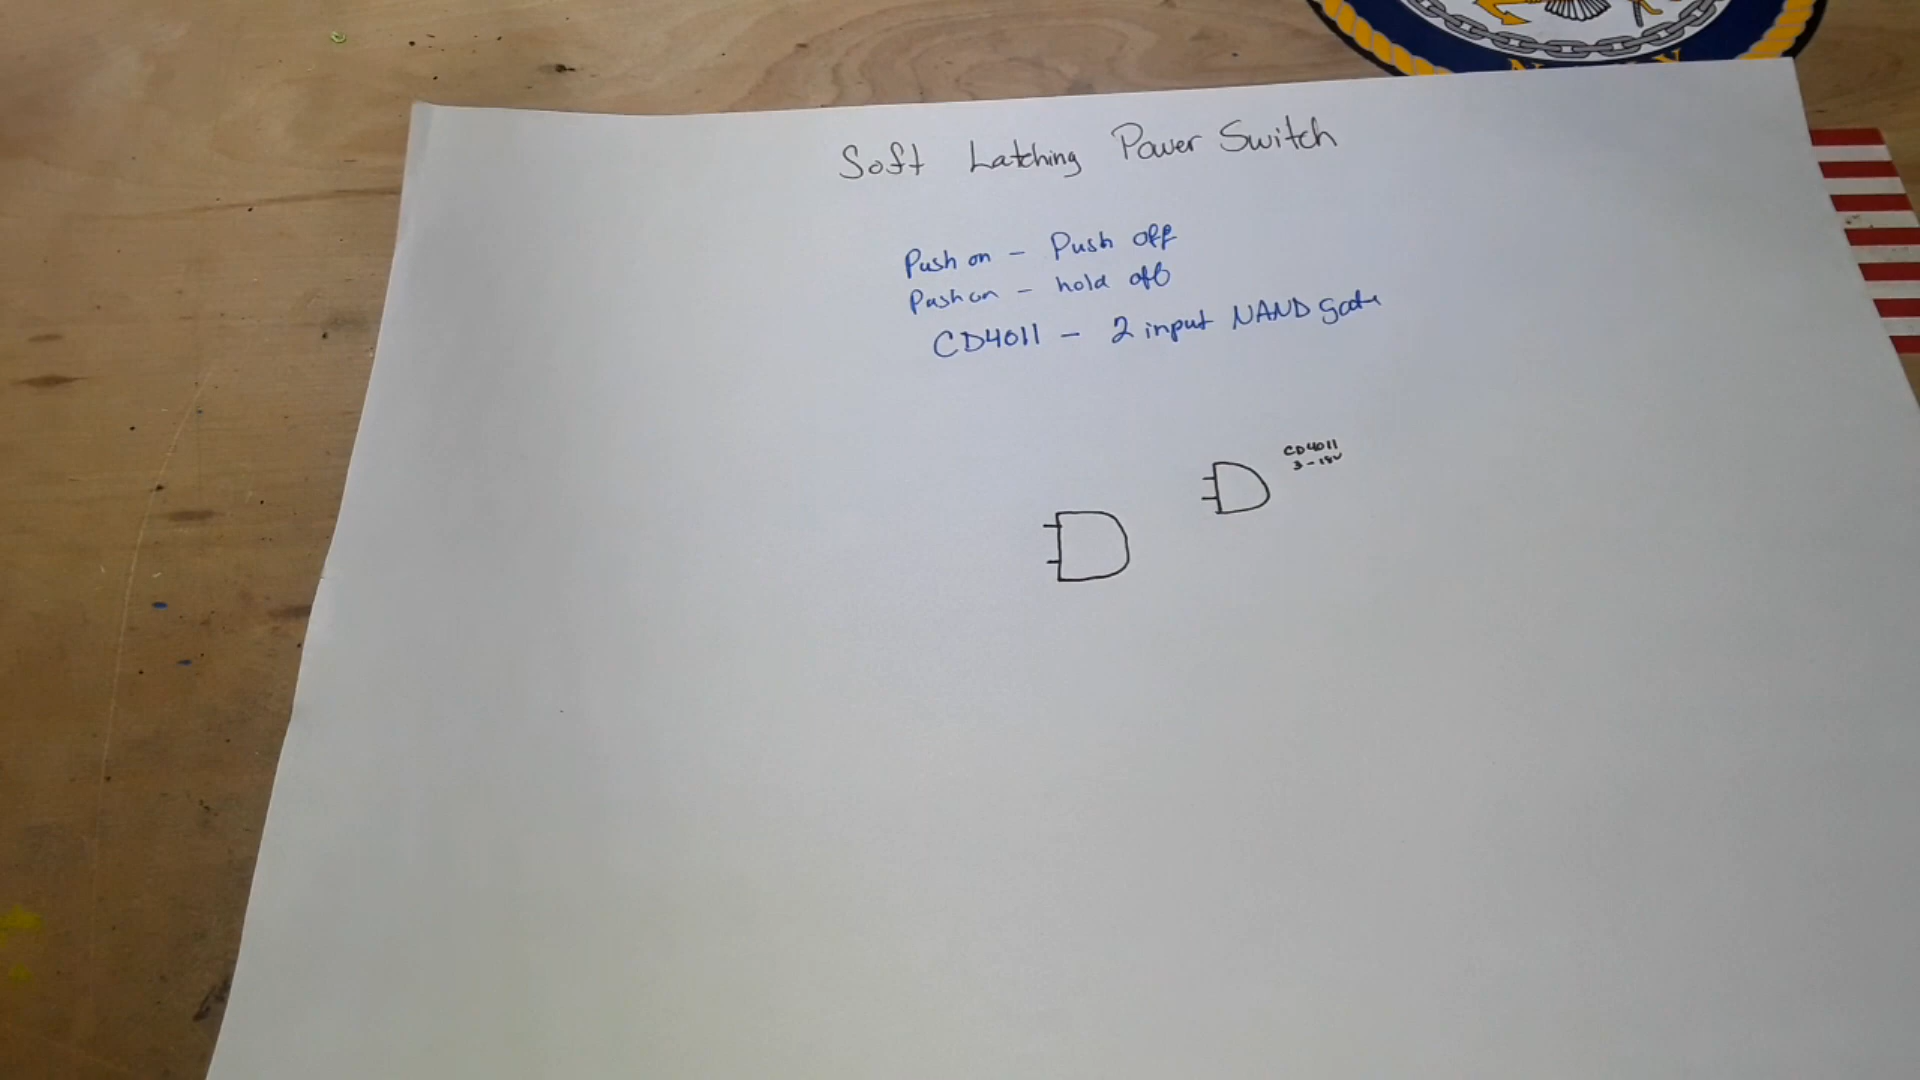 Soft Latching Power Switch
Push on - Push off
Push on - hold off
CD4011 - 2 input NAND gate
CD4011
3-18V